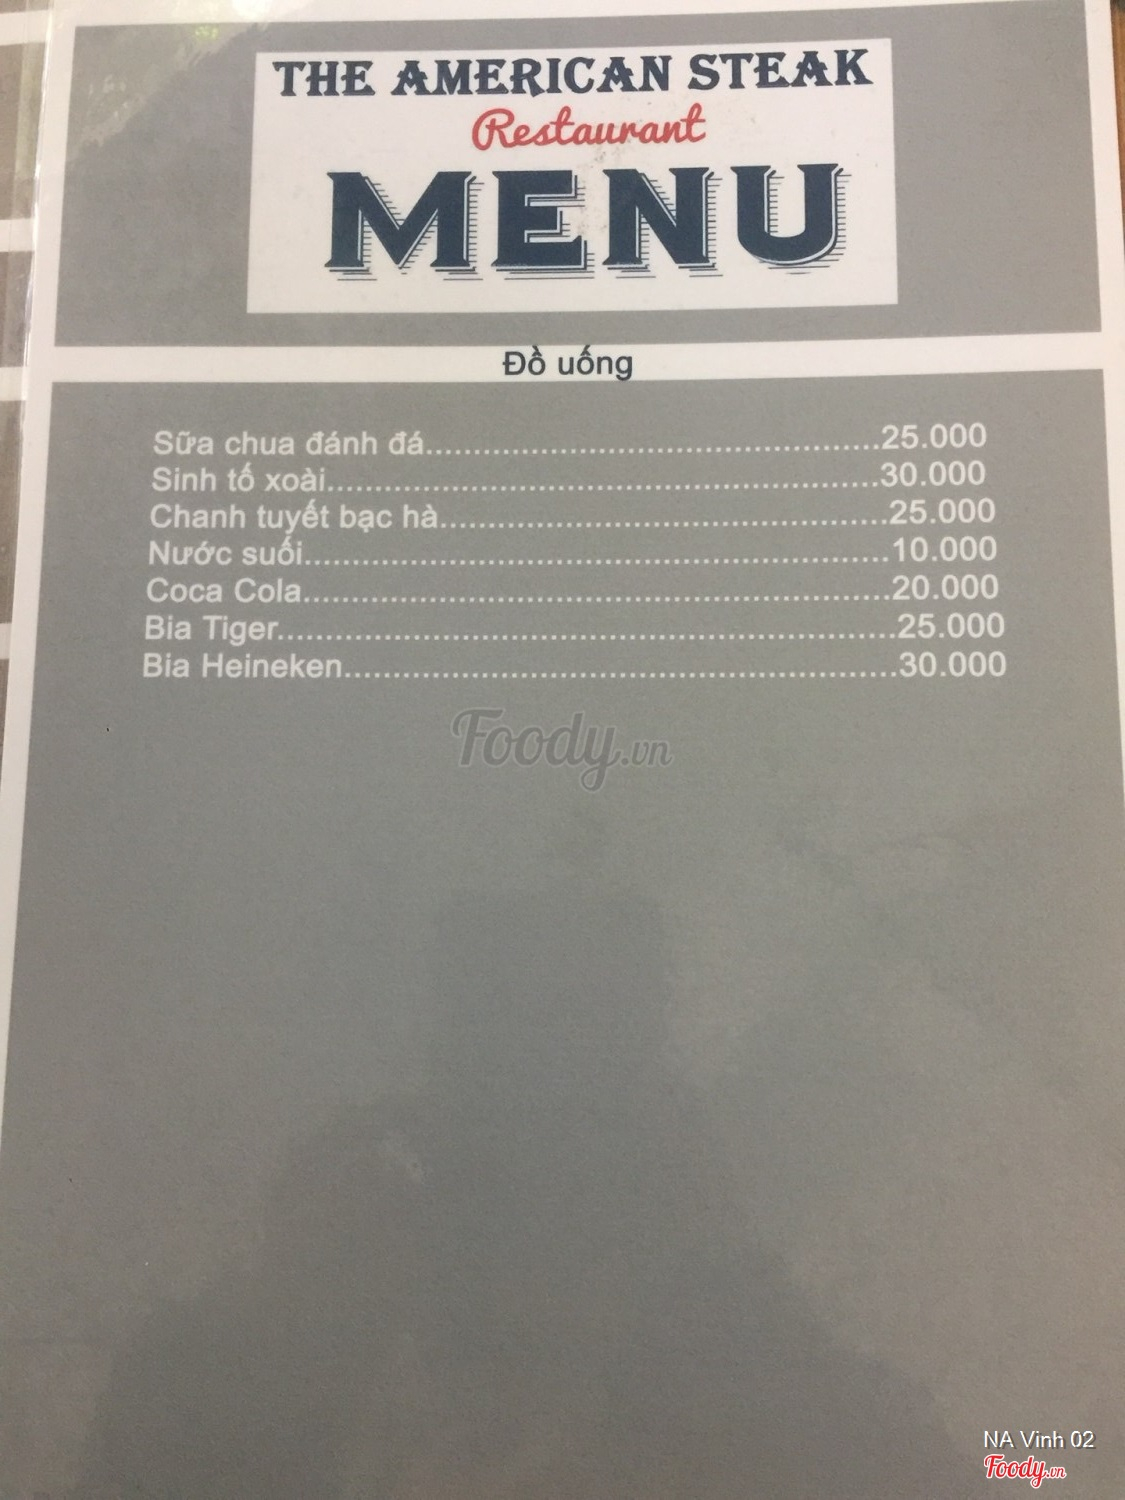 THE AMERICAN STEAK
Restaurant
MENU
Đồ uống
Sữa chua đánh đá..................................................25.000
Sinh tố xoài..................................................30.000
Chanh tuyết bạc hà..................................................25.000
Nước suối..................................................10.000
Coca Cola..................................................20.000
Bia Tiger..................................................25.000
Bia Heineken..................................................30.000
Foody.vn
NA Vinh 02
Foody.vn